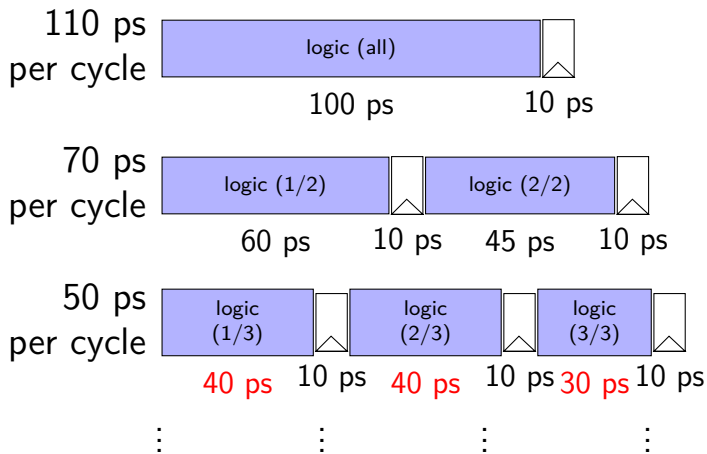 110 ps
per cycle
logic (all)
100 ps
10 ps
70 ps
per cycle
logic (1/2)
logic (2/2)
60 ps
10 ps
45 ps
10 ps
50 ps
per cycle
logic
(1/3)
logic
(2/3)
logic
(3/3)
40 ps
10 ps
40 ps
10 ps
30 ps
10 ps